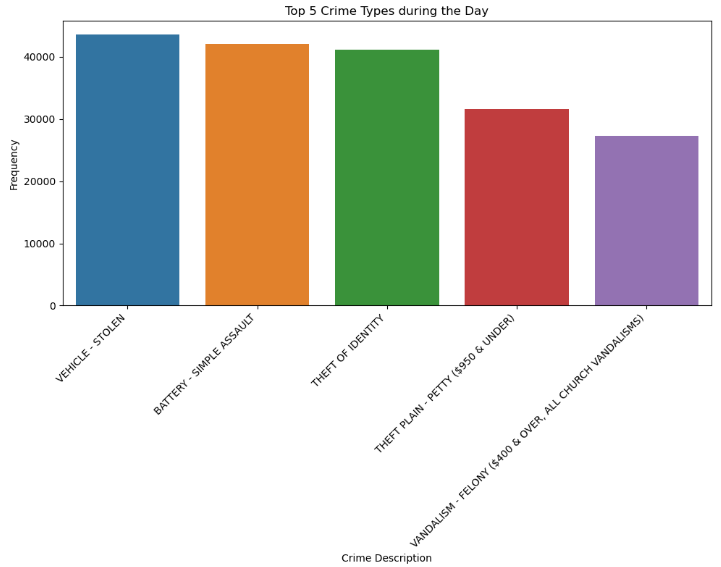 Top 5 Crime Types during the Day
Frequency
40000
30000
20000
10000
0
VEHICLE - STOLEN
BATTERY - SIMPLE ASSAULT
THEFT OF IDENTITY
THEFT PLAIN - PETTY ($950 & UNDER)
VANDALISM - FELONY ($400 & OVER, ALL CHURCH VANDALISMS)
Crime Description